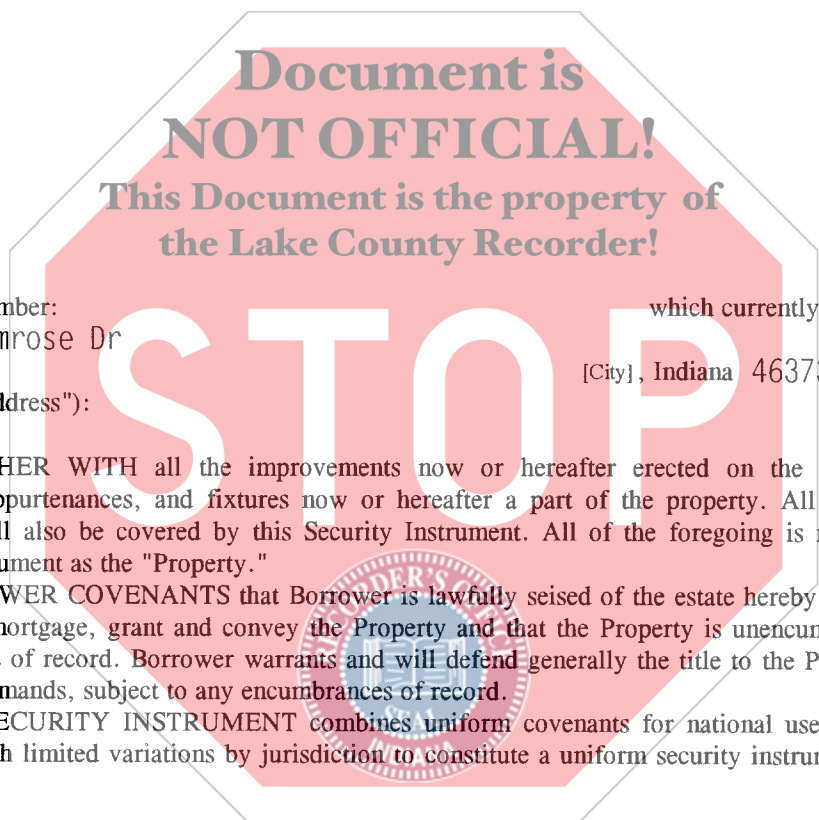 Document is
NOT OFFICIAL!
This Document is the property of
the Lake County Recorder!
mber: which currently
mrose Dr
[City] , Indiana 46373
ddress"):
STOP
HER WITH all the improvements now or hereafter erected on the
ppurtenances, and fixtures now or hereafter a part of the property. All
ll also be covered by this Security Instrument. All of the foregoing is
ument as the "Property."
WER COVENANTS that Borrower is lawfully seised of the estate hereby
mortgage, grant and convey the Property and that the Property is unencum
of record. Borrower warrants and will defend generally the title to the P
mands, subject to any encumbrances of record.
ECURITY INSTRUMENT combines uniform covenants for national use
h limited variations by jurisdiction to constitute a uniform security instru
SEAL
INDIANA